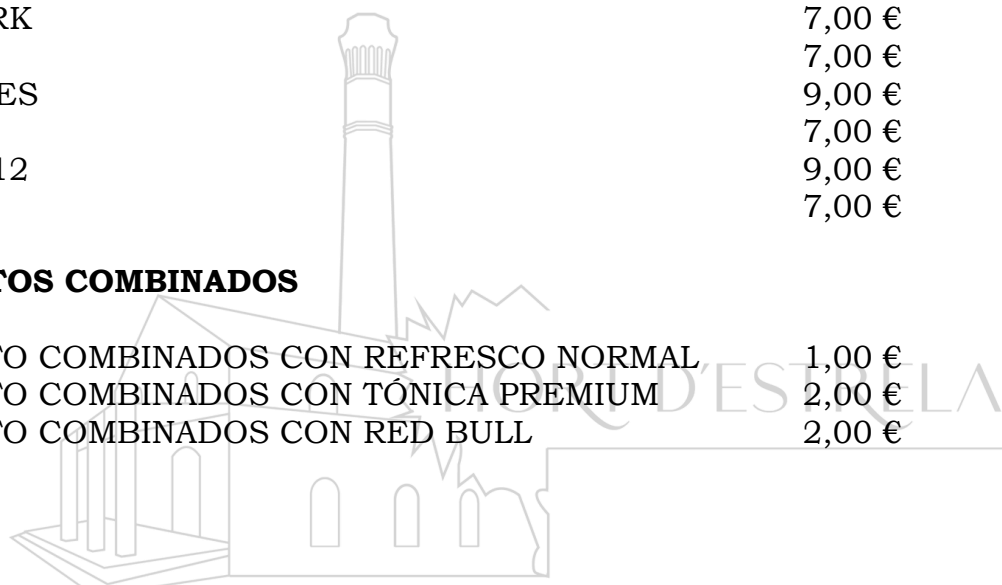 RK 7,00 €
7,00 €
ES 9,00 €
7,00 €
12 9,00 €
7,00 €
TOS COMBINADOS
TO COMBINADOS CON REFRESCO NORMAL 1,00 €
TO COMBINADOS CON TÓNICA PREMIUM 2,00 €
TO COMBINADOS CON RED BULL 2,00 €
HORT D'ESTRELA